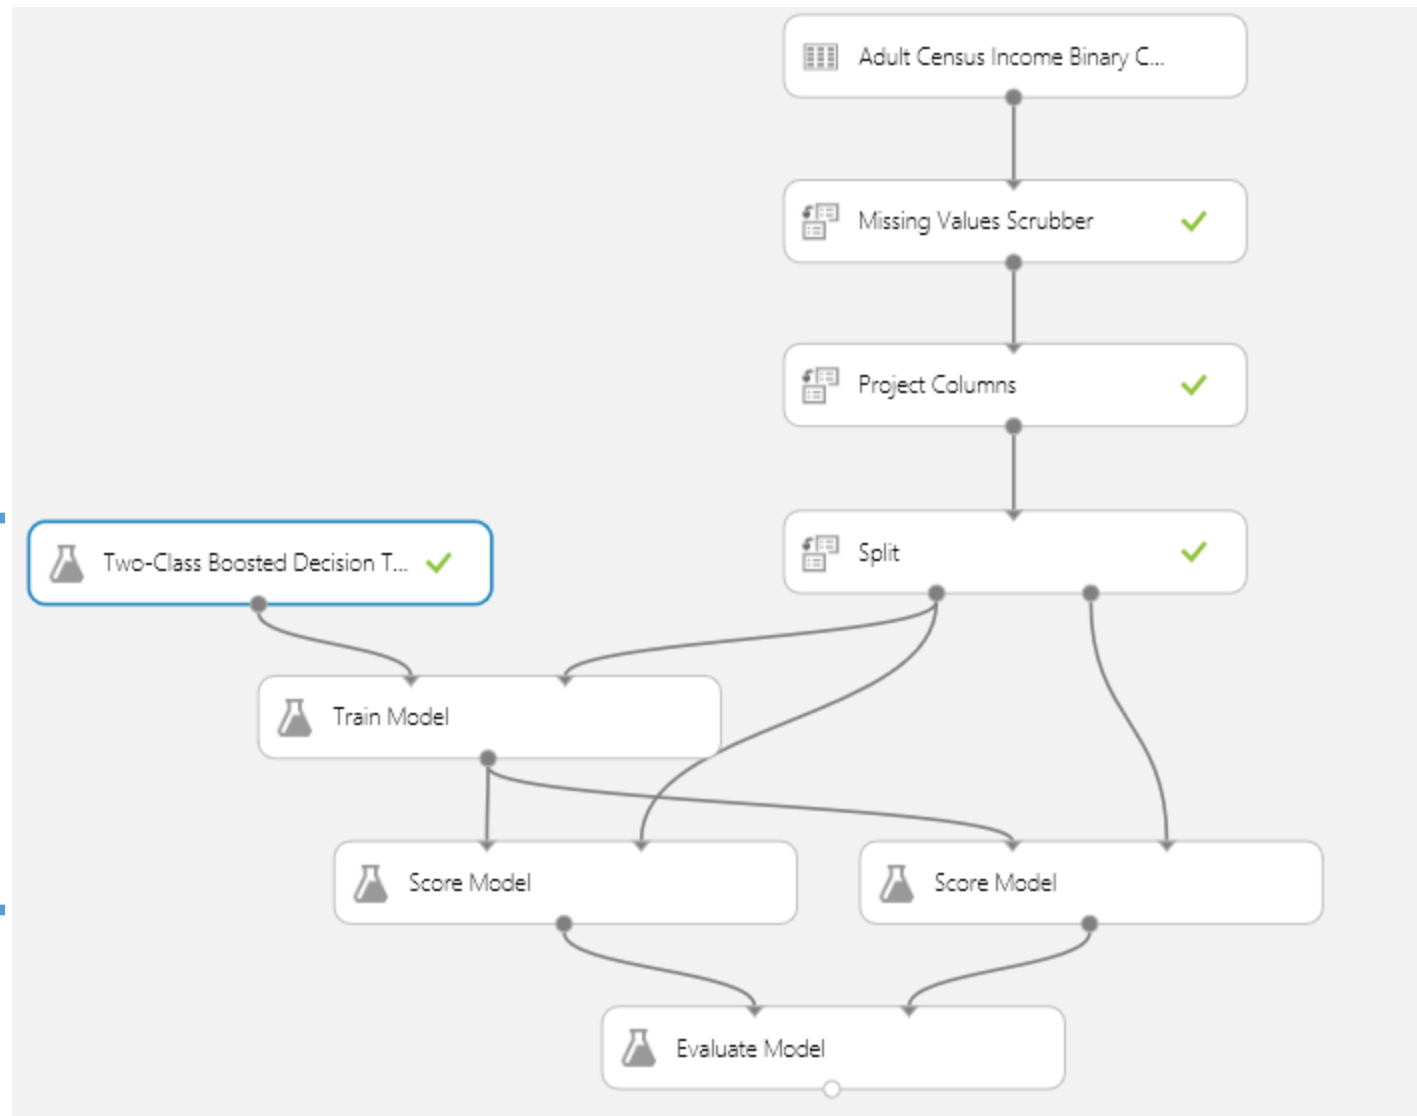 Adult Census Income Binary C...
Missing Values Scrubber
Project Columns
Split
Two-Class Boosted Decision T...
Train Model
Score Model
Score Model
Evaluate Model